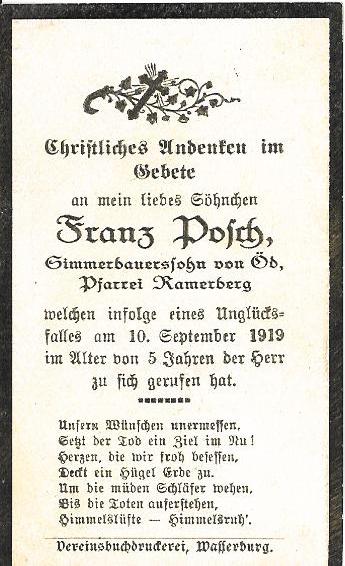 Christliches Andenken im
Gebete
an mein liebes Söhnchen
Franz Posch,
Simmerbauerssohn von Öd,
Pfarrei Ramerberg
welchen infolge eines Unglücks=
falles am 10. September 1919
im Alter von 5 Jahren der Herr
zu sich gerufen hat.
Unsern Wünschen unermessen,
Setzt der Tod ein Ziel im Nu!
Herzen, die wir froh besessen,
Deckt ein Hügel Erde zu.
Um die müden Schläfer wehen,
Bis die Toten auferstehen,
Himmelslüfte — Himmelsruh'.
Vereinsbuchdruckerei, Wasserburg.